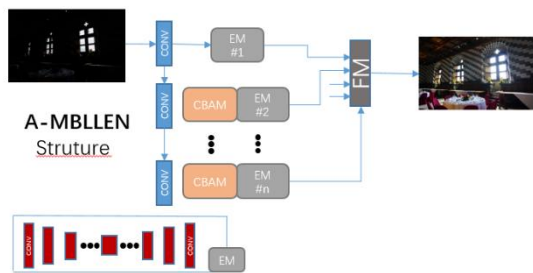 CONV
EM
#1
FM
A-MBLLEN
Struture
CONV
CBAM
EM
#2
CONV
CBAM
EM
#n
CONV
CONV
EM